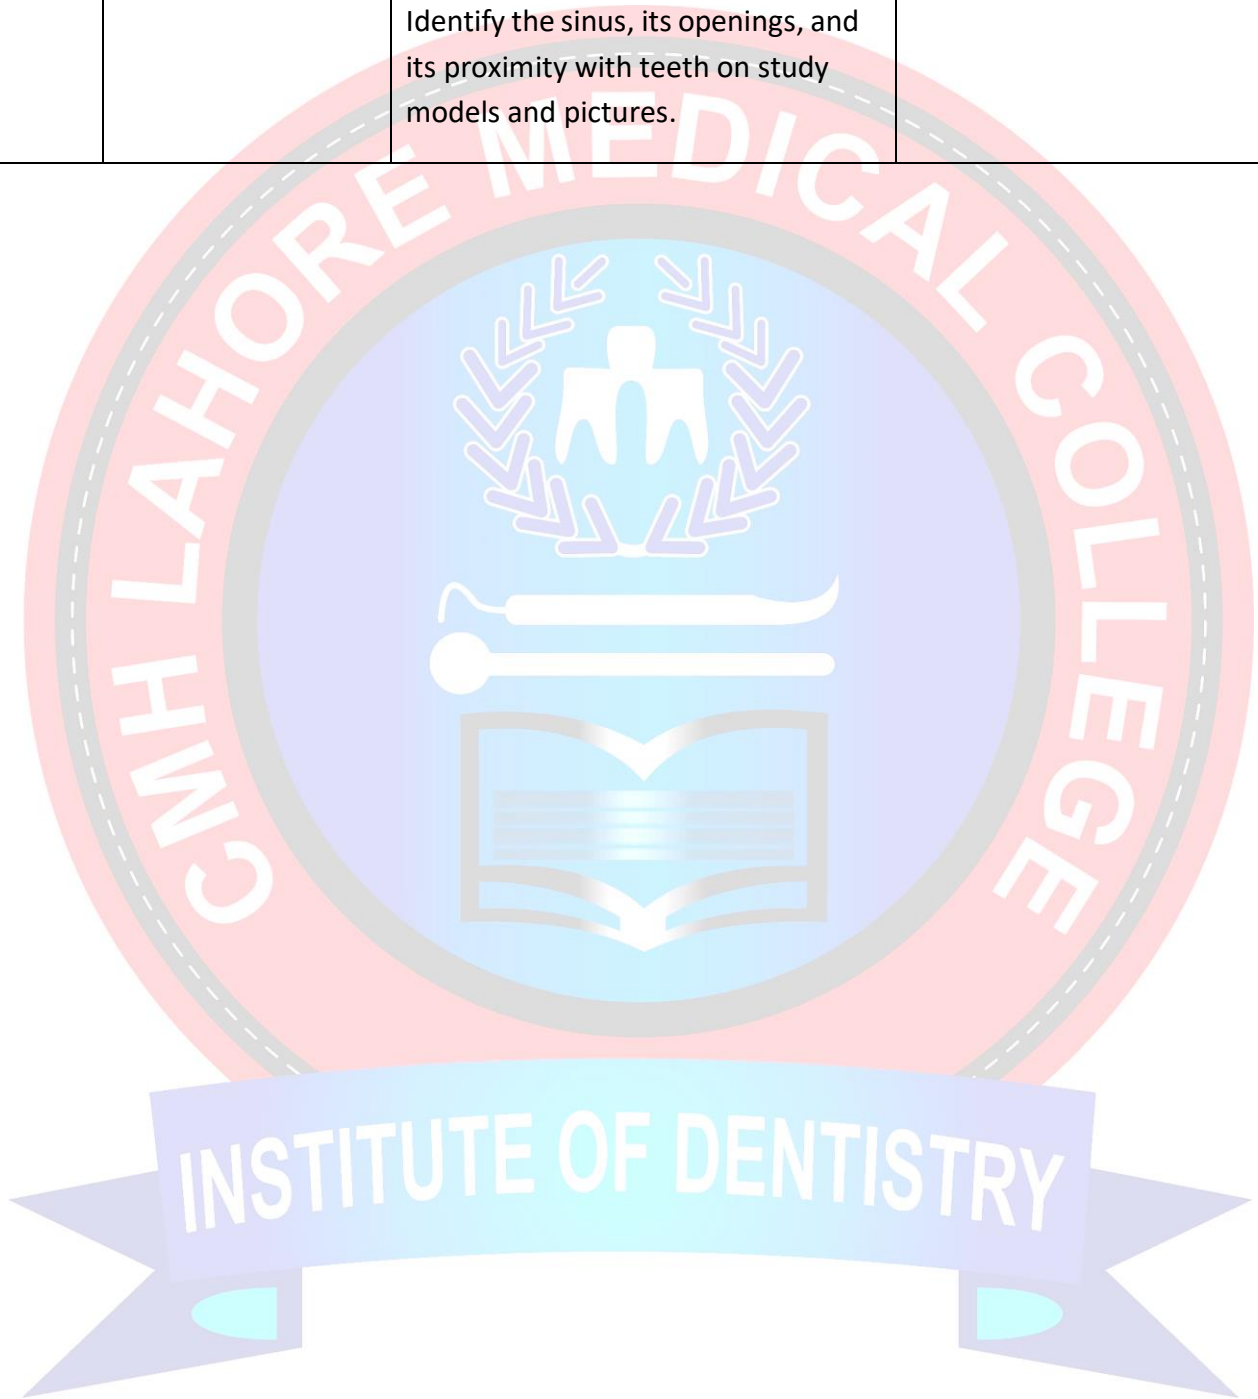 Identify the sinus, its openings, and
its proximity with teeth on study
models and pictures.
CMH LAHORE MEDICAL COLLEGE
INSTITUTE OF DENTISTRY